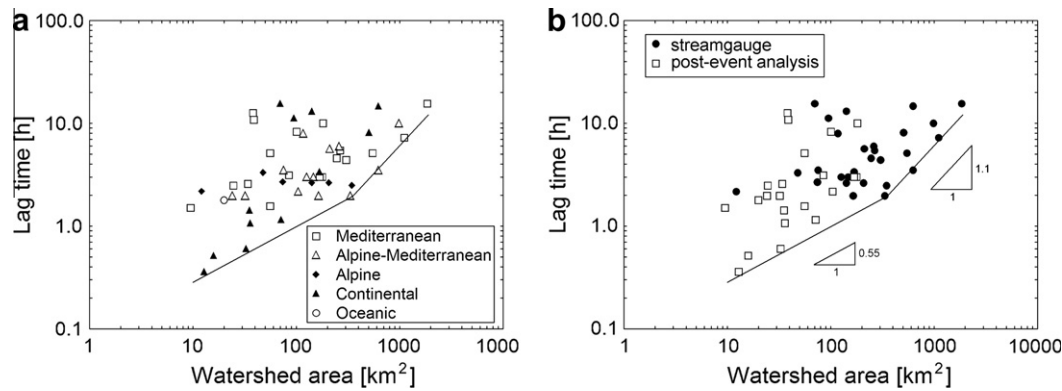 a
100.0
10.0
1.0
0.1
Lag time [h]
Mediterranean
Alpine-Mediterranean
Alpine
Continental
Oceanic
1 10 100 1000 10000
Watershed area [km²]
b
100.0
10.0
1.0
0.1
Lag time [h]
streamgauge
post-event analysis
1.1
1
0.55
1
1 10 100 1000 10000
Watershed area [km²]